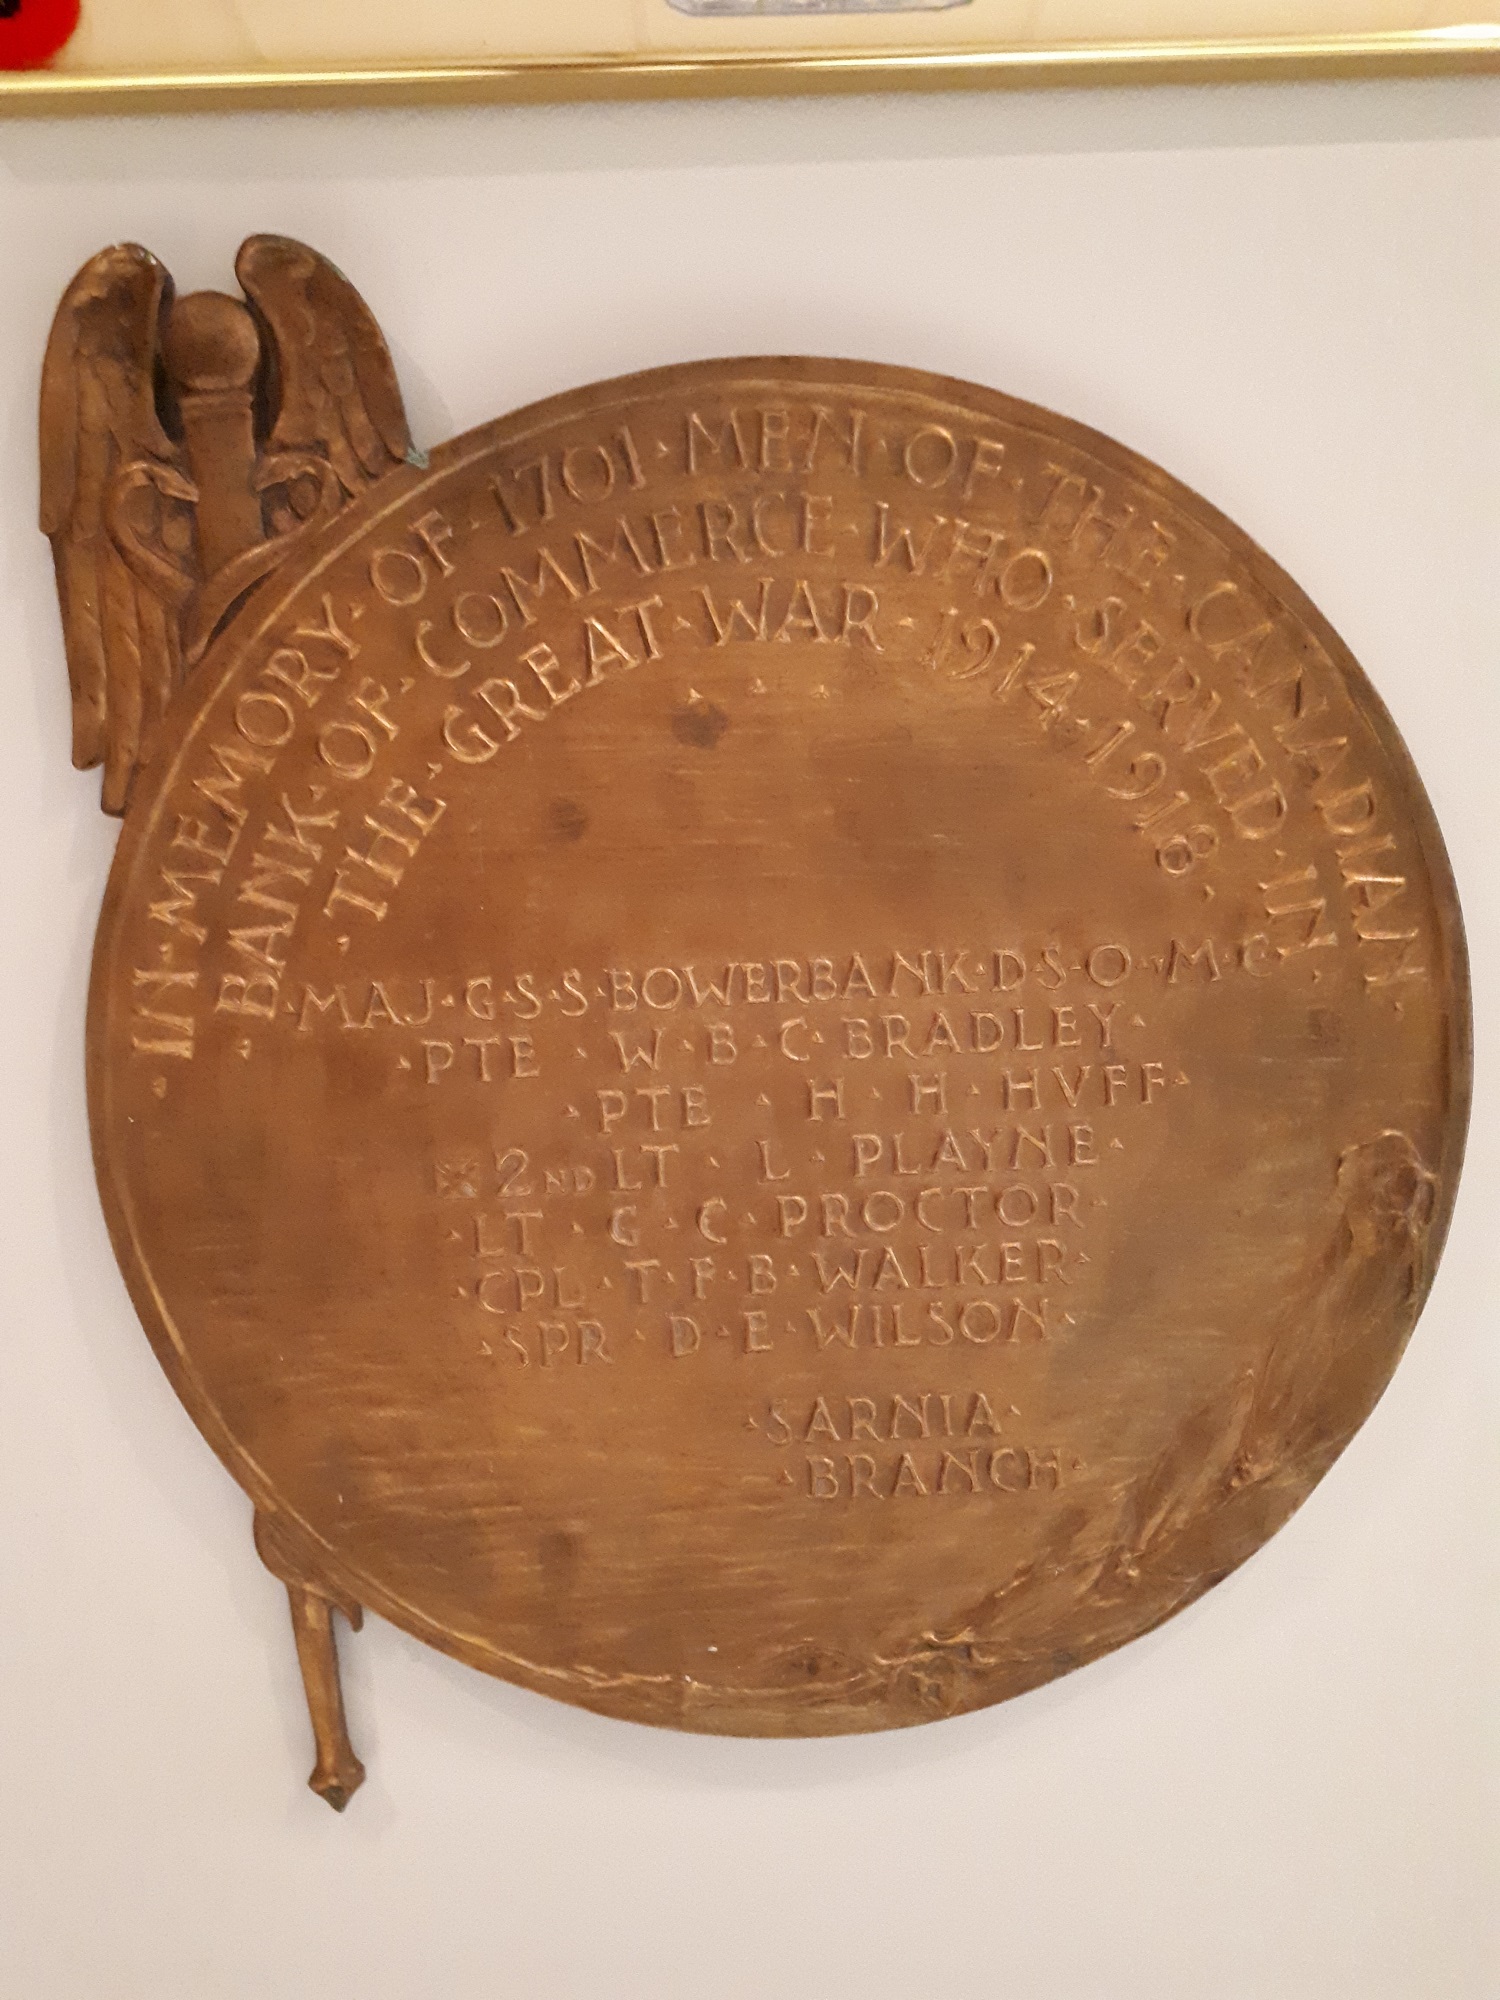 ·IN·MEMORY·OF·1701·MEN·OF·THE·CANADIAN·
·BANK·OF·COMMERCE·WHO·SERVED·IN·
·THE·GREAT·WAR·1914·1918·
·MAJ·G·S·S·BOWERBANK·D·S·O·M·C·
·PTE·W·B·C·BRADLEY·
·PTE·H·H·HVFF·
2ND LT·L·PLAYNE·
·LT·G·C·PROCTOR·
·CPL·T·F·B·WALKER·
·SPR·D·E·WILSON·
·SARNIA·
·BRANCH·